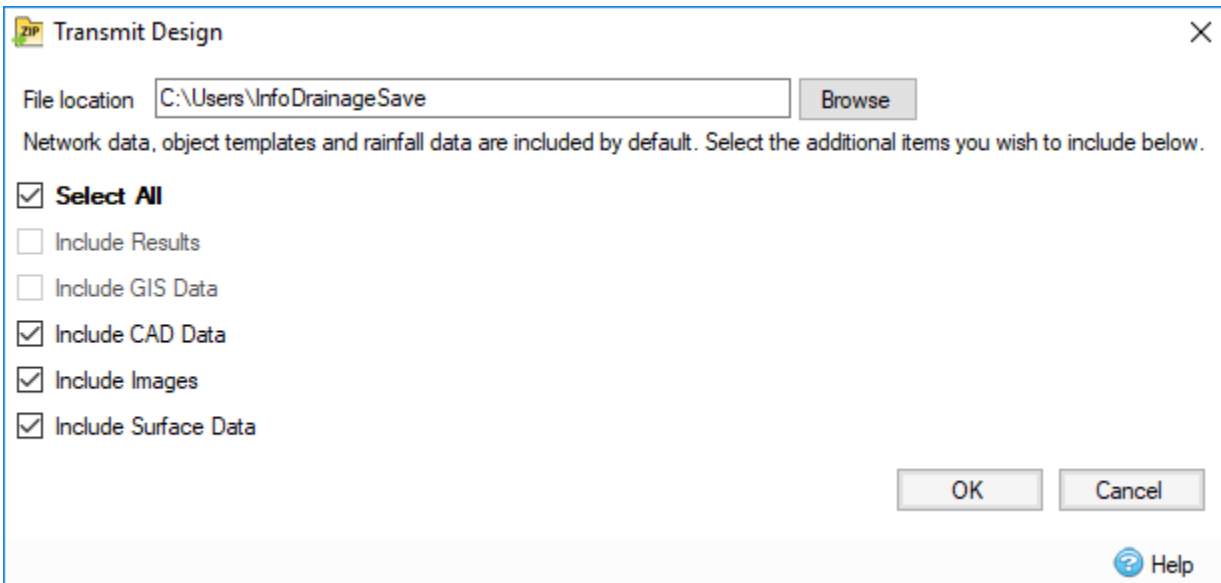 ZIP Transmit Design
File location C:\Users\InfoDrainageSave Browse
Network data, object templates and rainfall data are included by default. Select the additional items you wish to include below.
Select All
Include Results
Include GIS Data
Include CAD Data
Include Images
Include Surface Data
OK Cancel
? Help